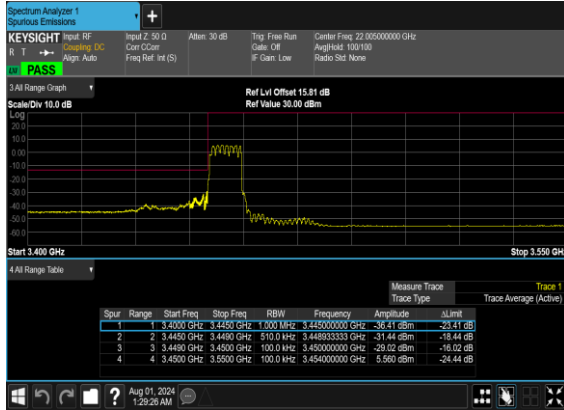 Spectrum Analyzer 1
Spurious Emissions
+
KEYSIGHT Input: RF Input Z: 50 Ω Atten: 30 dB Trig: Free Run Center Freq: 22.005000000 GHz
R T Coupling: DC Corr CCorr Gate: Off Avg|Hold: 100/100
Align: Auto Freq Ref: Int (S) IF Gain: Low Radio Std: None
PASS
3 All Range Graph
Ref Lvl Offset 15.81 dB
Scale/Div 10.0 dB Ref Value 30.00 dBm
Log
20.0
10.0
0.00
-10.0
-20.0
-30.0
-40.0
-50.0
-60.0
Start 3.400 GHz Stop 3.550 GH
4 All Range Table
Measure Trace Trace 1
Trace Type Trace Average (Active)
Spur Range Start Freq Stop Freq RBW Frequency Amplitude ΔLimit
1 1 3.4000 GHz 3.4450 GHz 1.000 MHz 3.445000000 GHz -36.41 dBm -23.41 dB
2 2 3.4450 GHz 3.4490 GHz 510.0 kHz 3.448933333 GHz -31.44 dBm -18.44 dB
3 3 3.4490 GHz 3.4500 GHz 100.0 kHz 3.450000000 GHz -29.02 dBm -16.02 dB
4 4 3.4500 GHz 3.5500 GHz 100.0 kHz 3.454000000 GHz 5.560 dBm -24.44 dB
? Aug 01, 2024
1:29:26 AM